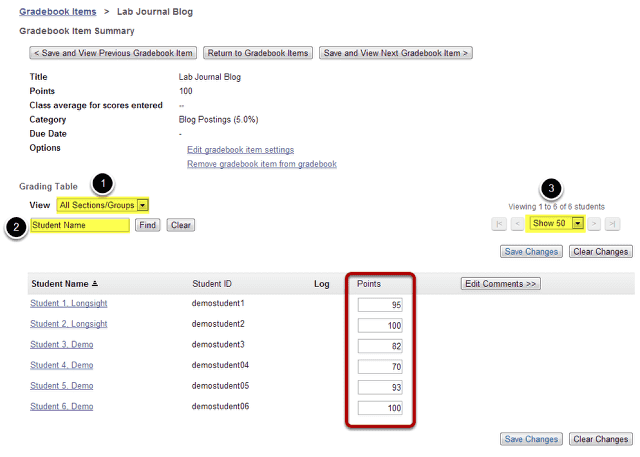 Gradebook Items > Lab Journal Blog
Gradebook Item Summary
< Save and View Previous Gradebook Item Return to Gradebook Items Save and View Next Gradebook Item >
Title Lab Journal Blog
Points 100
Class average for scores entered --
Category Blog Postings (5.0%)
Due Date -
Options Edit gradebook item settings
Remove gradebook item from gradebook
Grading Table 1 3
View All Sections/Groups Viewing 1 to 6 of 6 students
2 Student Name Find Clear |< < Show 50 > >|
Save Changes Clear Changes
Student Name Student ID Log Points Edit Comments >>
Student 1, Longsight demostudent1 95
Student 2, Longsight demostudent2 100
Student 3, Demo demostudent3 82
Student 4, Demo demostudent04 70
Student 5, Demo demostudent05 93
Student 6, Demo demostudent06 100
Save Changes Clear Changes